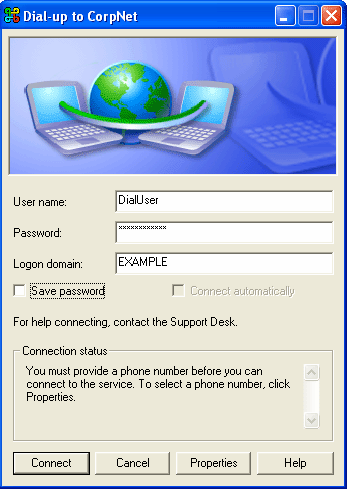 Dial-up to CorpNet
User name:
DialUser
Password:
************
Logon domain:
EXAMPLE
Save password
Connect automatically
For help connecting, contact the Support Desk.
Connection status
You must provide a phone number before you can
connect to the service. To select a phone number, click
Properties.
Connect
Cancel
Properties
Help